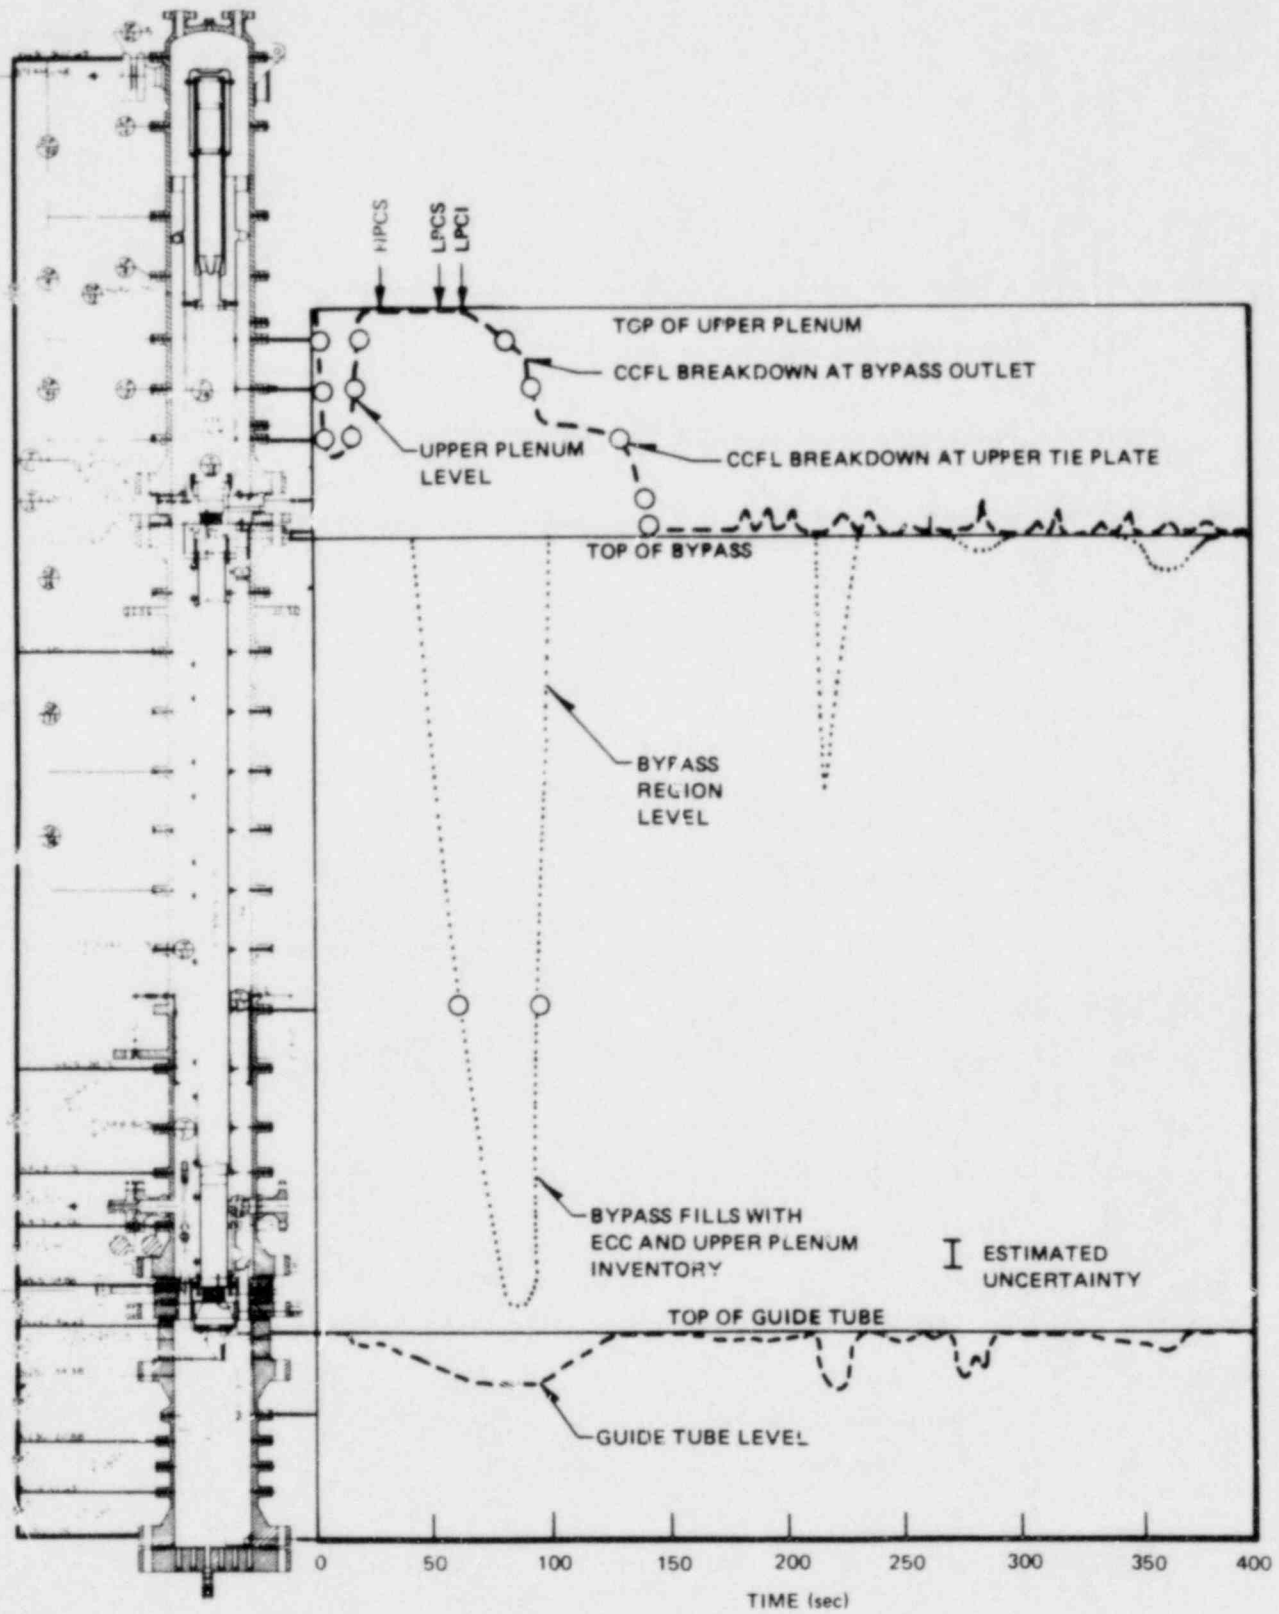 HPCS
LPCS
LPCI
TOP OF UPPER PLENUM
CCFL BREAKDOWN AT BYPASS OUTLET
UPPER PLENUM
LEVEL
CCFL BREAKDOWN AT UPPER TIE PLATE
TOP OF BYPASS
BYPASS
REGION
LEVEL
BYPASS FILLS WITH
ECC AND UPPER PLENUM
INVENTORY
ESTIMATED
UNCERTAINTY
TOP OF GUIDE TUBE
GUIDE TUBE LEVEL
0 50 100 150 200 250 300 350 400
TIME (sec)